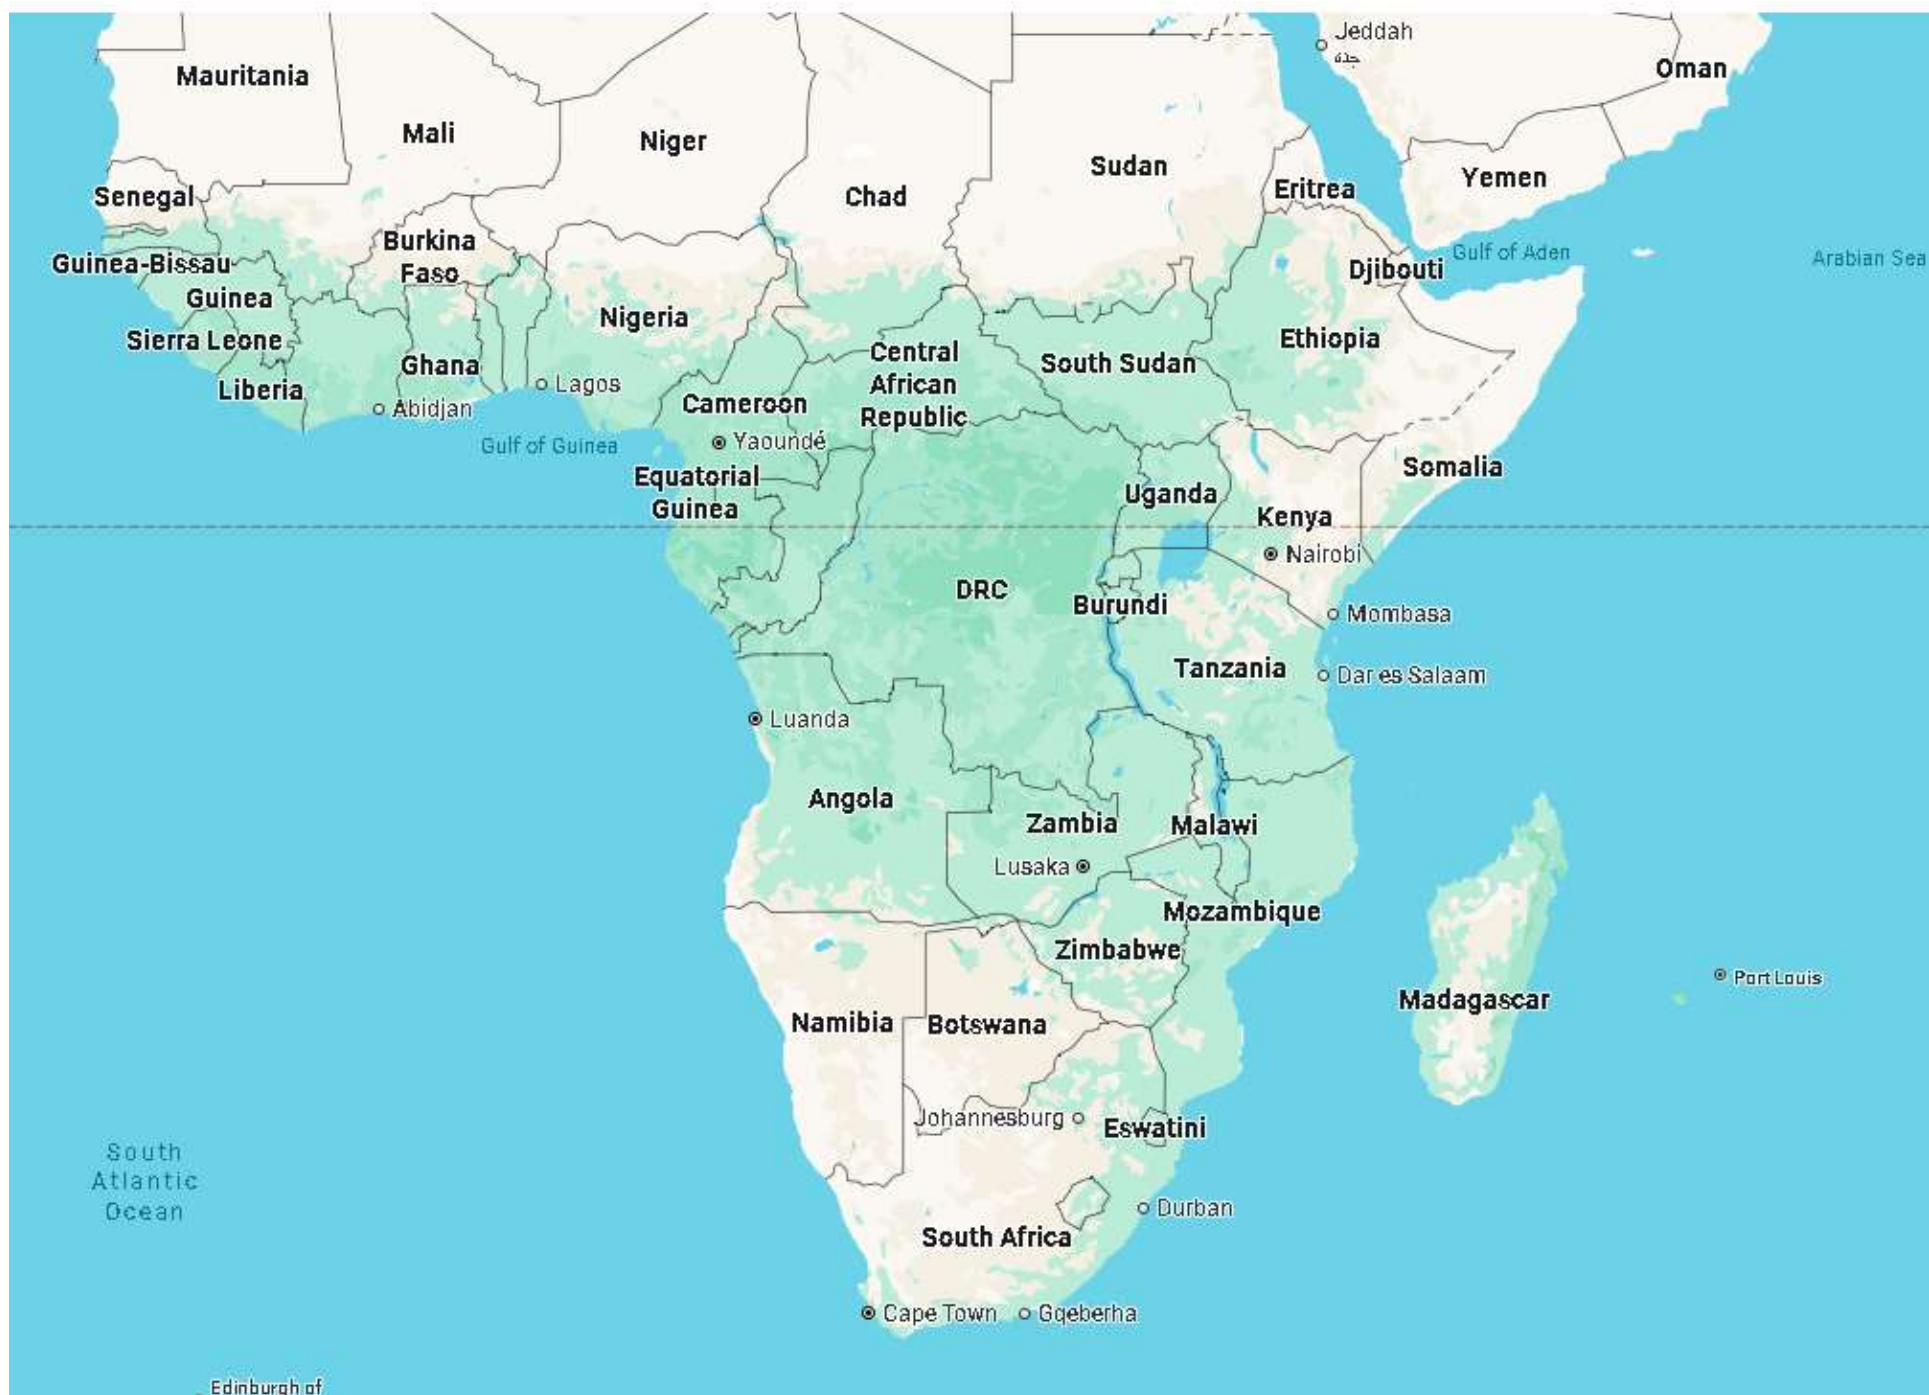 Jeddah
جدة
Oman
Mauritania
Mali
Niger
Sudan
Yemen
Eritrea
Senegal
Chad
Burkina
Faso
Gulf of Aden
Arabian Sea
Guinea-Bissau
Djibouti
Guinea
Nigeria
Sierra Leone
Ethiopia
Central
African
Republic
South Sudan
Ghana
Liberia
Lagos
Abidjan
Cameroon
Yaoundé
Gulf of Guinea
Somalia
Equatorial
Guinea
Uganda
Kenya
Nairobi
DRC
Burundi
Mombasa
Tanzania
Dar es Salaam
Luanda
Angola
Zambia
Malawi
Lusaka
Mozambique
Zimbabwe
Port Louis
Madagascar
Namibia
Botswana
Johannesburg
Eswatini
South
Atlantic
Ocean
Durban
South Africa
Cape Town
Gqeberha
Edinburgh of